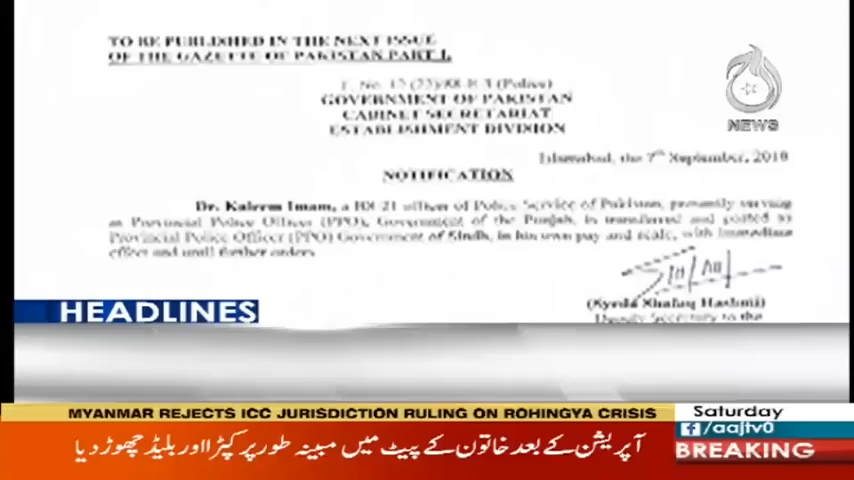 TO BE PUBLISHED IN THE NEXT ISSUE
OF THE GAZETTE OF PAKISTAN PART I.
(Police)
GOVERNMENT OF PAKISTAN
CABINET SECRETARIAT
ESTABLISHMENT DIVISION
NEWS
Islamabad, the 7th September, 2018
NOTIFICATION
Dr. Kaleem Imam, a BS-21 officer of Police Service of Pakistan, presently serving
as Provincial Police Officer (PPO), Government of the Punjab, is transferred and posted as
Provincial Police Officer (PPO) Government of Sindh, in his own pay and scale, with immediate
effect and until further orders.
(Syeda Shafaq Hashmi)
Deputy Secretary to the
HEADLINES
MYANMAR REJECTS ICC JURISDICTION RULING ON ROHINGYA CRISIS
Saturday
f/aajtv0
BREAKING
آپریشن کے بعد خاتون کے پیٹ میں مبینہ طور پر کپڑا اور بلیڈ چھوڑ دیا